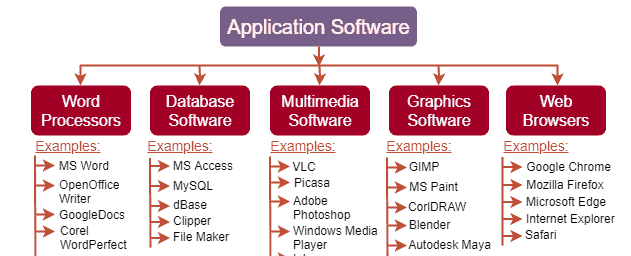 Application Software
Word
Processors
Database
Software
Multimedia
Software
Graphics
Software
Web
Browsers
Examples:
MS Word
OpenOffice
Writer
GoogleDocs
Corel
WordPerfect
Examples:
MS Access
MySQL
dBase
Clipper
File Maker
Examples:
VLC
Picasa
Adobe
Photoshop
Windows Media
Player
Examples:
GIMP
MS Paint
CorlDRAW
Blender
Autodesk Maya
Examples:
Google Chrome
Mozilla Firefox
Microsoft Edge
Internet Explorer
Safari